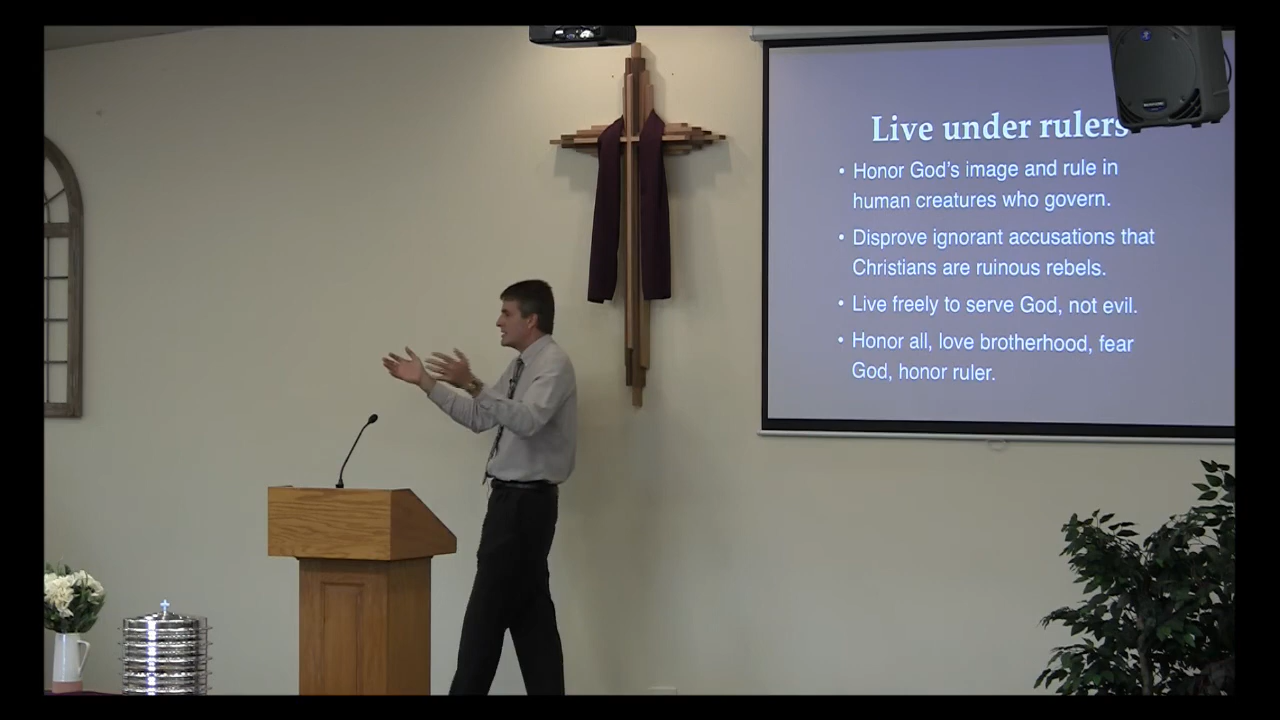 Live under rulers
• Honor God's image and rule in
human creatures who govern.
• Disprove ignorant accusations that
Christians are ruinous rebels.
• Live freely to serve God, not evil.
• Honor all, love brotherhood, fear
God, honor ruler.